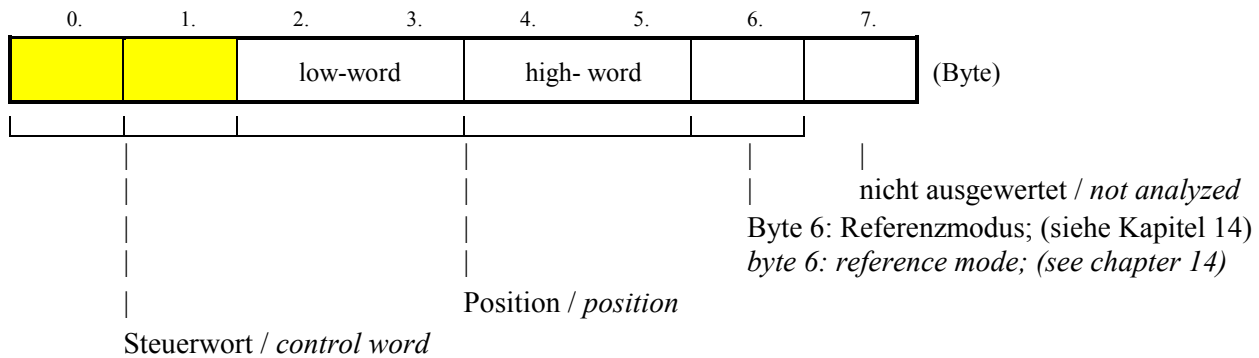 0. 1. 2. 3. 4. 5. 6. 7.
low-word high- word (Byte)
nicht ausgewertet / not analyzed
Byte 6: Referenzmodus; (siehe Kapitel 14)
byte 6: reference mode; (see chapter 14)
Position / position
Steuerwort / control word